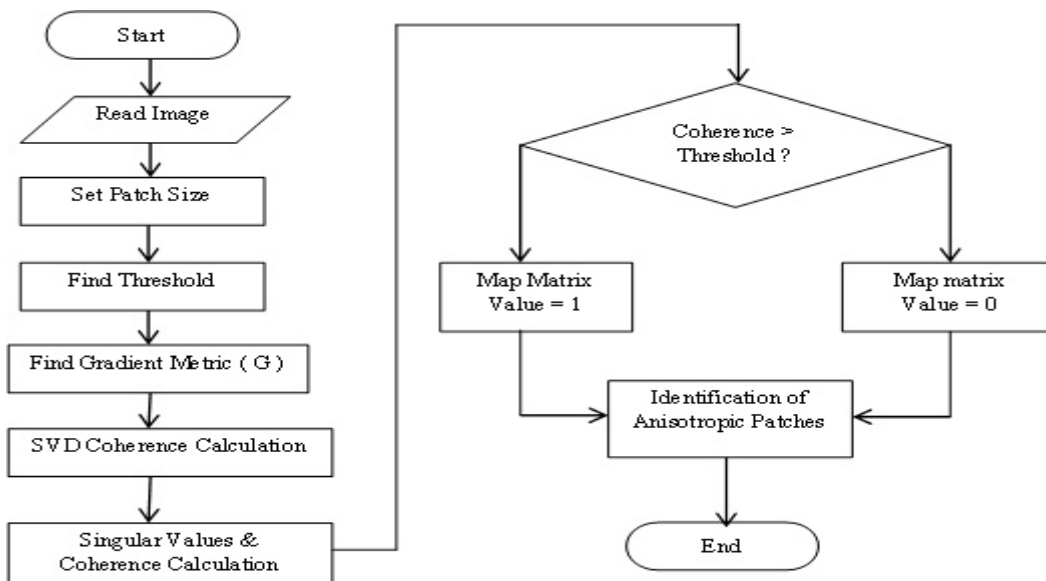 Start
Read Image
Set Patch Size
Find Threshold
Find Gradient Metric ( G )
SVD Coherence Calculation
Singular Values &
Coherence Calculation
Coherence >
Threshold ?
Map Matrix
Value = 1
Map matrix
Value = 0
Identification of
Anisotropic Patches
End